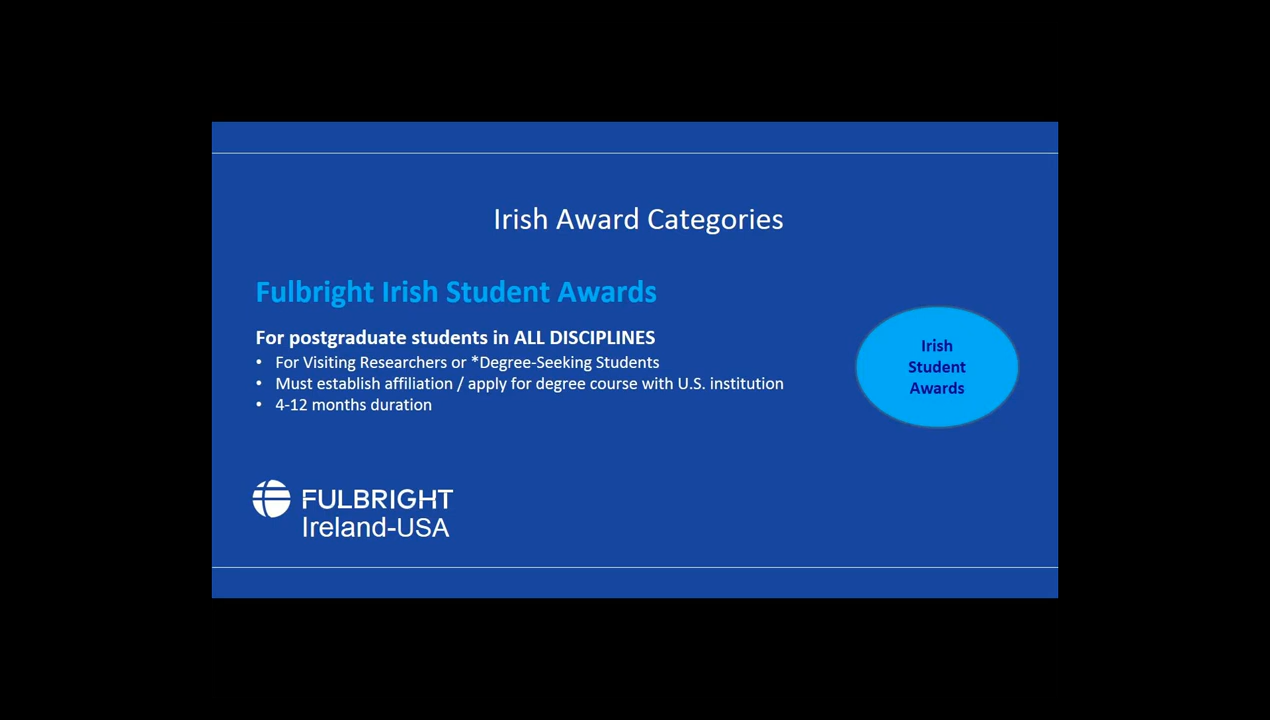 Irish Award Categories
Fulbright Irish Student Awards
For postgraduate students in ALL DISCIPLINES
• For Visiting Researchers or *Degree-Seeking Students
• Must establish affiliation / apply for degree course with U.S. institution
• 4-12 months duration
Irish
Student
Awards
FULBRIGHT
Ireland-USA